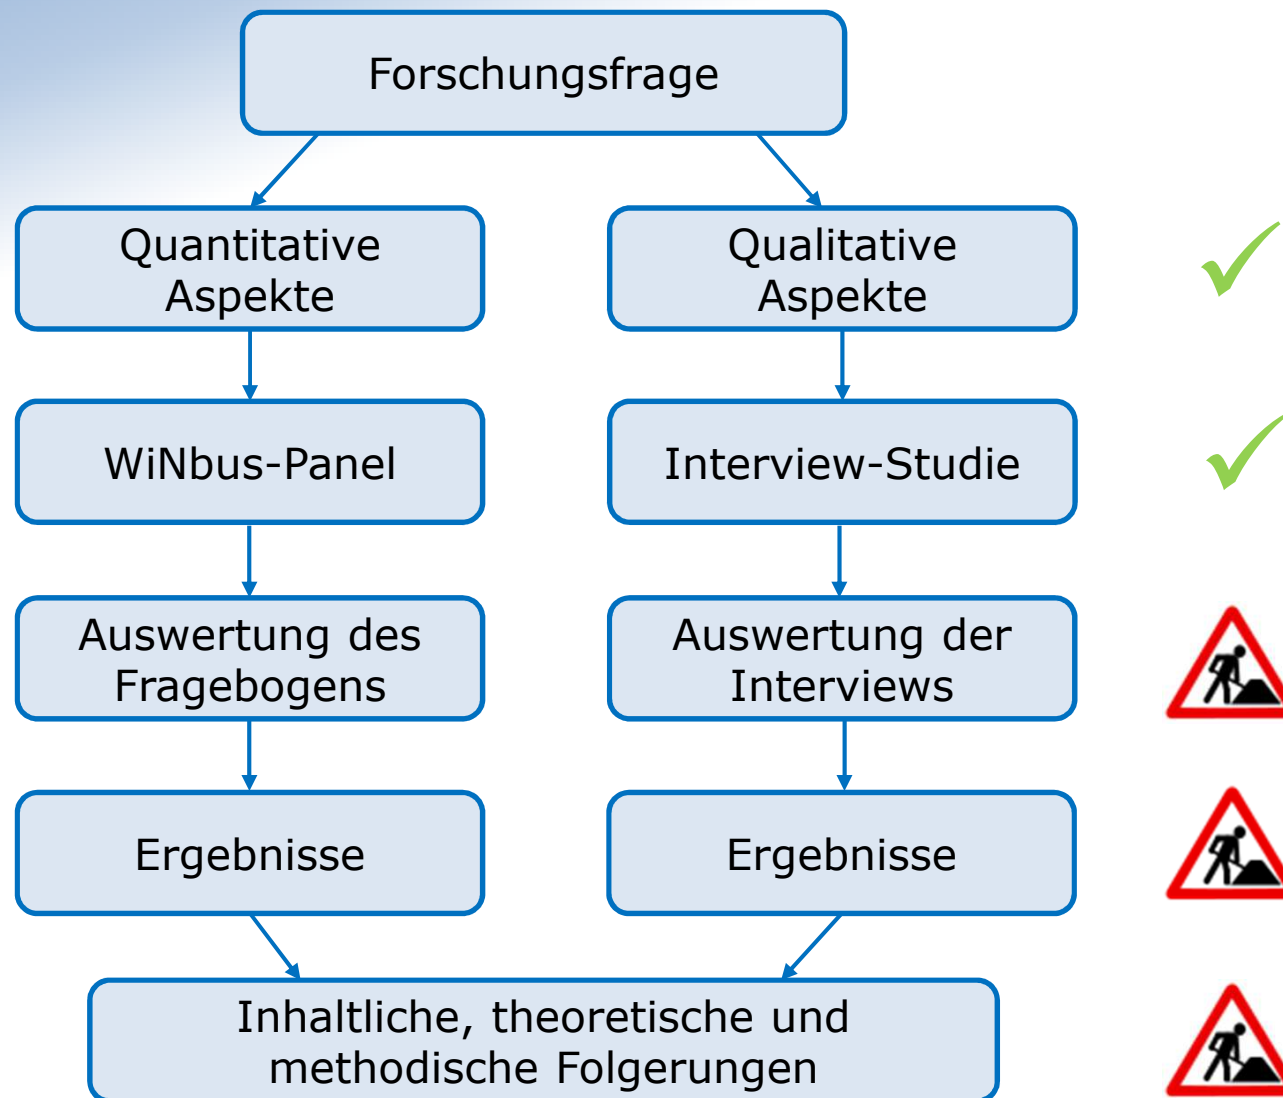 Forschungsfrage
Quantitative
Aspekte
Qualitative
Aspekte
WiNbus-Panel
Interview-Studie
Auswertung des
Fragebogens
Auswertung der
Interviews
Ergebnisse
Ergebnisse
Inhaltliche, theoretische und
methodische Folgerungen